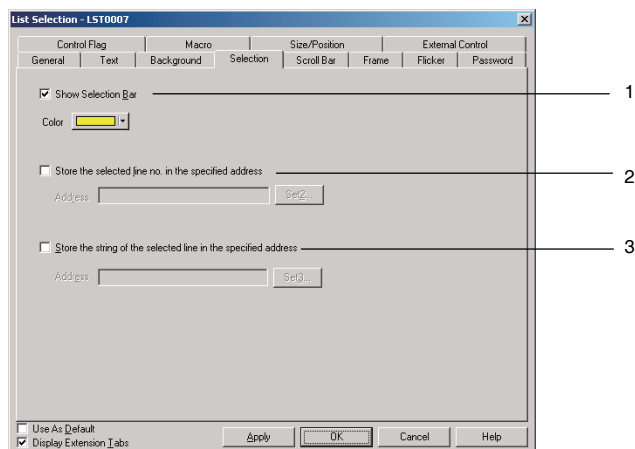 List Selection - LST0007
Control Flag Macro Size/Position External Control
General Text Background Selection Scroll Bar Frame Flicker Password
Show Selection Bar 1
Color
Store the selected line no. in the specified address 2
Address Set2...
Store the string of the selected line in the specified address 3
Address Set3...
Use As Default
Display Extension Tabs
Apply OK Cancel Help